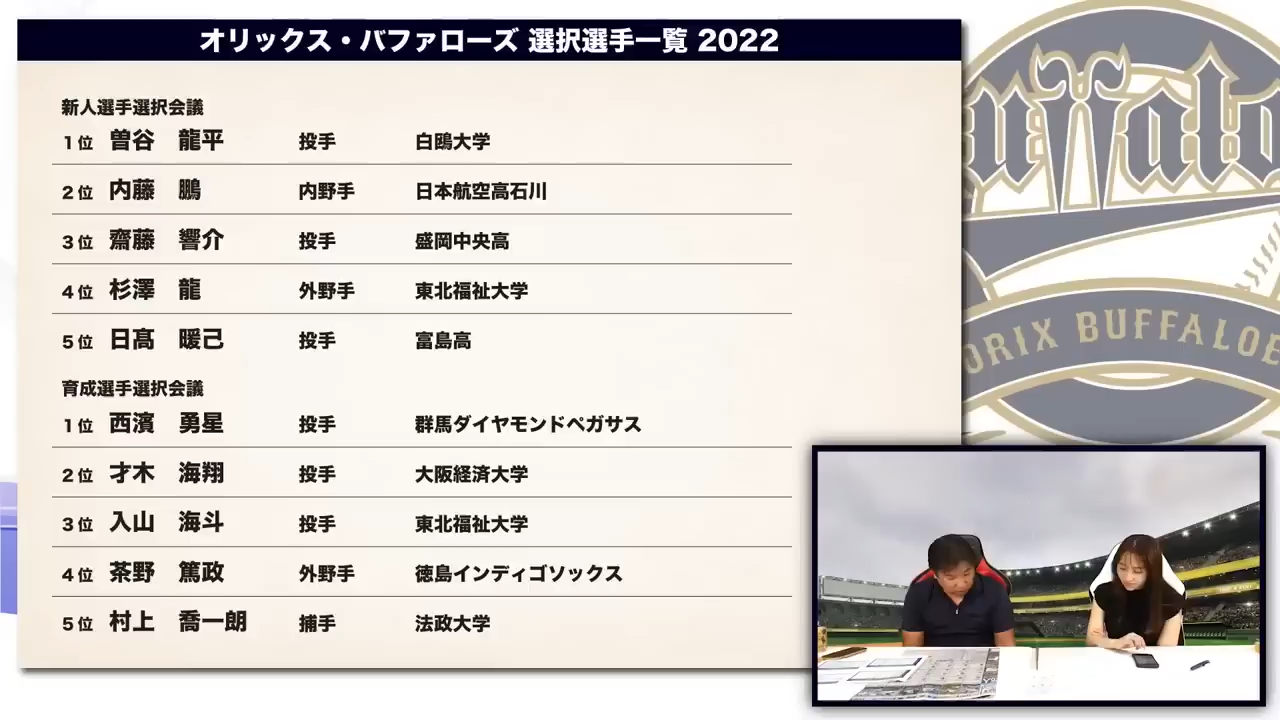 オリックス・バファローズ 選択選手一覧 2022
新人選手選択会議
1位 曽谷 龍平 投手 白鷗大学
2位 内藤 鵬 内野手 日本航空高石川
3位 齋藤 響介 投手 盛岡中央高
4位 杉澤 龍 外野手 東北福祉大学
5位 日髙 暖己 投手 富島高
育成選手選択会議
1位 西濱 勇星 投手 群馬ダイヤモンドペガサス
2位 才木 海翔 投手 大阪経済大学
3位 入山 海斗 投手 東北福祉大学
4位 茶野 篤政 外野手 徳島インディゴソックス
5位 村上 喬一朗 捕手 法政大学
uffalo
ORIX BUFFALOE